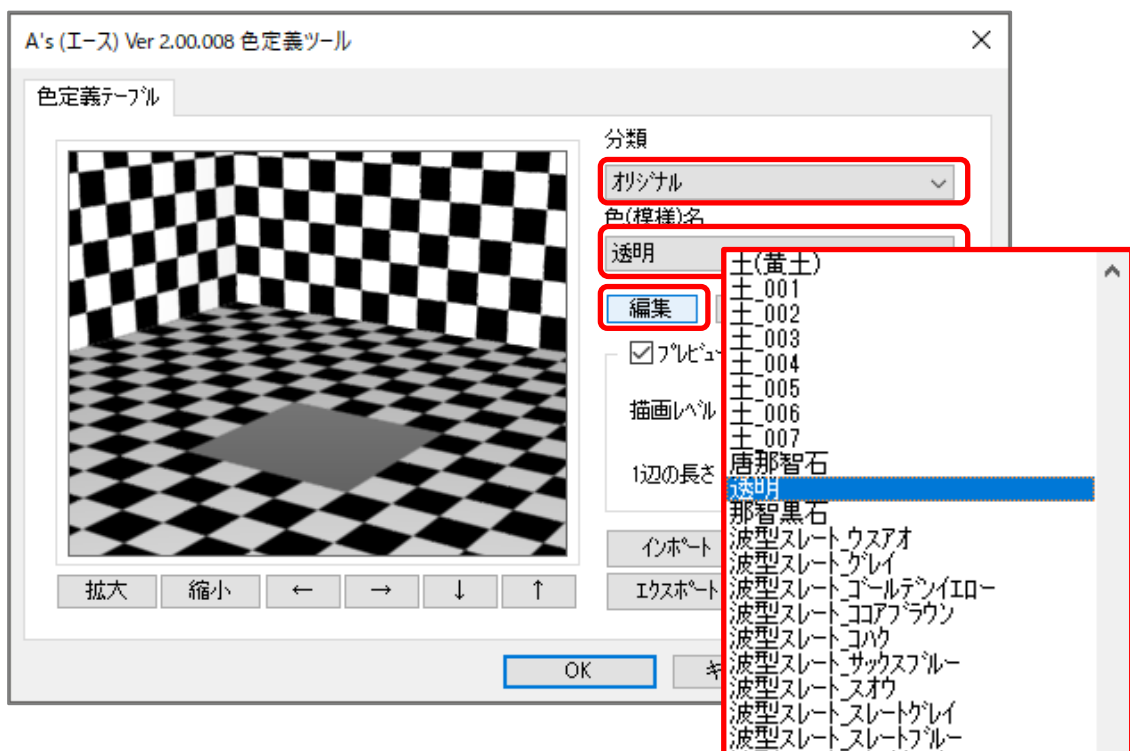 A's (ｴｰｽ) Ver 2.00.008 色定義ツール
色定義ﾃｰﾌﾞﾙ
分類
ｵﾘｼﾞﾅﾙ
色(模様)名
透明
編集
ﾌﾟﾚﾋﾞｭｰ
描画ﾚﾍﾞﾙ
1辺の長さ
ｲﾝﾎﾟｰﾄ
ｴｸｽﾎﾟｰﾄ
拡大
縮小
←
→
↓
↑
OK
ｷ
土(黄土)
土_001
土_002
土_003
土_004
土_005
土_006
土_007
唐那智石
透明
那智黒石
波型ｽﾚｰﾄ_ｳｽｱｵ
波型ｽﾚｰﾄ_ｸﾞﾚｲ
波型ｽﾚｰﾄ_ｺﾞｰﾙﾃﾞﾝｲｴﾛｰ
波型ｽﾚｰﾄ_ｺｺｱﾌﾞﾗｳﾝ
波型ｽﾚｰﾄ_ｺﾊｸ
波型ｽﾚｰﾄ_ｻｯｸｽﾌﾞﾙｰ
波型ｽﾚｰﾄ_ｽｵｳ
波型ｽﾚｰﾄ_ｽﾚｰﾄｸﾞﾚｲ
波型ｽﾚｰﾄ_ｽﾚｰﾄﾌﾞﾙｰ